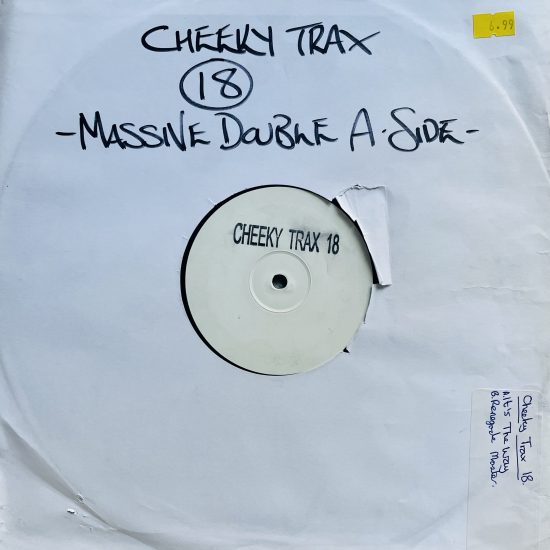 6.99
CHEEKY TRAX
18
-MASSIVE DOUBLE A·SIDE-
CHEEKY TRAX 18
Cheeky Trax 18.
A It's The Way
B. Renegade Master.